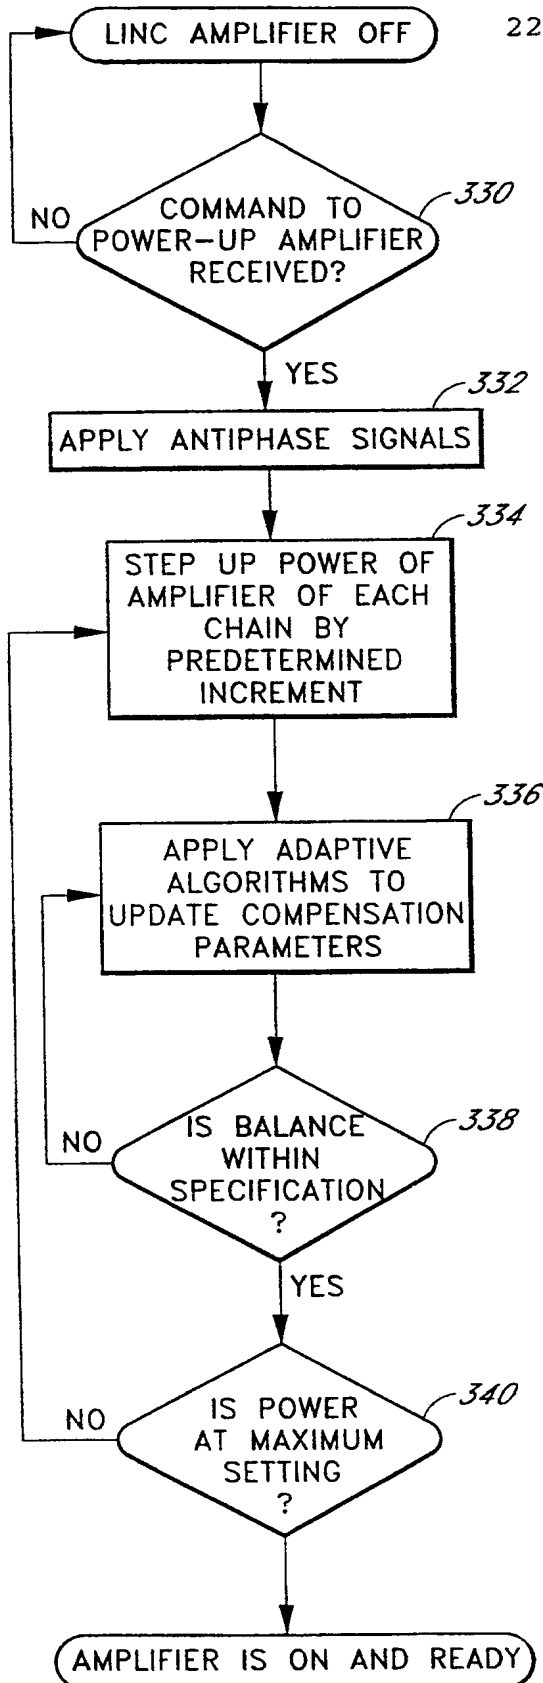 LINC AMPLIFIER OFF
22
COMMAND TO
POWER-UP AMPLIFIER
RECEIVED?
330
NO
YES
332
APPLY ANTIPHASE SIGNALS
334
STEP UP POWER OF
AMPLIFIER OF EACH
CHAIN BY
PREDETERMINED
INCREMENT
336
APPLY ADAPTIVE
ALGORITHMS TO
UPDATE COMPENSATION
PARAMETERS
338
IS BALANCE
WITHIN
SPECIFICATION
?
NO
YES
340
IS POWER
AT MAXIMUM
SETTING
?
NO
AMPLIFIER IS ON AND READY